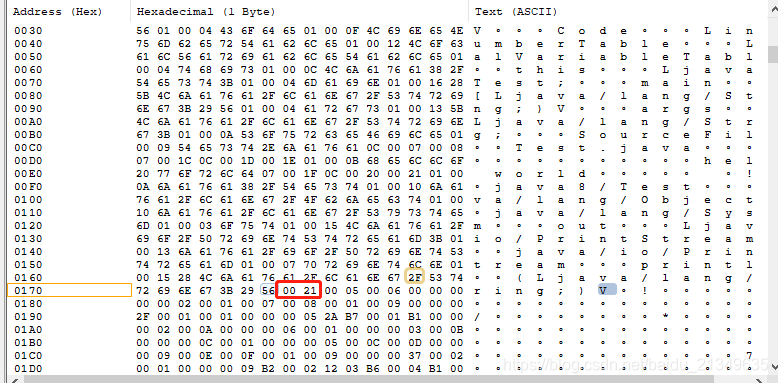 Address (Hex) Hexadecimal (1 Byte) Text (ASCII)
0030 56 01 00 04 43 6F 64 65 01 00 0F 4C 69 6E 65 4E V ∘ ∘ ∘ C o d e ∘ ∘ ∘ L i n
0040 75 6D 62 65 72 54 61 62 6C 65 01 00 12 4C 6F 63 u m b e r T a b l e ∘ ∘ ∘ L
0050 61 6C 56 61 72 69 61 62 6C 65 54 61 62 6C 65 01 a l V a r i a b l e T a b l
0060 00 04 74 68 69 73 01 00 0C 4C 6A 61 76 61 38 2F ∘ ∘ t h i s ∘ ∘ ∘ L j a v a
0070 54 65 73 74 3B 01 00 04 6D 61 69 6E 01 00 16 28 T e s t ; ∘ ∘ ∘ m a i n ∘ ∘
0080 5B 4C 6A 61 76 61 2F 6C 61 6E 67 2F 53 74 72 69 [ L j a v a / l a n g / S t
0090 6E 67 3B 29 56 01 00 04 61 72 67 73 01 00 13 5B n g ; ) V ∘ ∘ ∘ a r g s ∘ ∘
00A0 4C 6A 61 76 61 2F 6C 61 6E 67 2F 53 74 72 69 6E L j a v a / l a n g / S t r
00B0 67 3B 01 00 0A 53 6F 75 72 63 65 46 69 6C 65 01 g ; ∘ ∘ ∘ S o u r c e F i l
00C0 00 09 54 65 73 74 2E 6A 61 76 61 0C 00 07 00 08 ∘ ∘ T e s t . j a v a ∘ ∘ ∘
00D0 07 00 1C 0C 00 1D 00 1E 01 00 0B 68 65 6C 6C 6F ∘ ∘ ∘ ∘ ∘ ∘ ∘ ∘ ∘ ∘ ∘ h e l
00E0 20 77 6F 72 6C 64 07 00 1F 0C 00 20 00 21 01 00 w o r l d ∘ ∘ ∘ ∘ ∘ ∘ !
00F0 0A 6A 61 76 61 38 2F 54 65 73 74 01 00 10 6A 61 ∘ j a v a 8 / T e s t ∘ ∘ ∘
0100 76 61 2F 6C 61 6E 67 2F 4F 62 6A 65 63 74 01 00 v a / l a n g / O b j e c t
0110 10 6A 61 76 61 2F 6C 61 6E 67 2F 53 79 73 74 65 ∘ j a v a / l a n g / S y s
0120 6D 01 00 03 6F 75 74 01 00 15 4C 6A 61 76 61 2F m ∘ ∘ ∘ o u t ∘ ∘ ∘ L j a v
0130 69 6F 2F 50 72 69 6E 74 53 74 72 65 61 6D 3B 01 i o / P r i n t S t r e a m
0140 00 13 6A 61 76 61 2F 69 6F 2F 50 72 69 6E 74 53 ∘ ∘ j a v a / i o / P r i n
0150 74 72 65 61 6D 01 00 07 70 72 69 6E 74 6C 6E 01 t r e a m ∘ ∘ ∘ p r i n t l
0160 00 15 28 4C 6A 61 76 61 2F 6C 61 6E 67 2F 53 74 ∘ ∘ ( L j a v a / l a n g /
0170 72 69 6E 67 3B 29 56 00 21 00 05 00 06 00 00 00 r i n g ; ) V ∘ ! ∘ ∘ ∘ ∘ ∘
0180 00 00 02 00 01 00 07 00 08 00 01 00 09 00 00 00 ∘ ∘ ∘ ∘ ∘ ∘ ∘ ∘ ∘ ∘ ∘ ∘ ∘ ∘
0190 2F 00 01 00 01 00 00 00 05 2A B7 00 01 B1 00 00 / ∘ ∘ ∘ ∘ ∘ ∘ ∘ ∘ * ∘ ∘ ∘ ∘
01A0 00 02 00 0A 00 00 00 06 00 01 00 00 00 03 00 0B ∘ ∘ ∘ ∘ ∘ ∘ ∘ ∘ ∘ ∘ ∘ ∘ ∘ ∘
01B0 00 00 00 0C 00 01 00 00 00 05 00 0C 00 0D 00 00 ∘ ∘ ∘ ∘ ∘ ∘ ∘ ∘ ∘ ∘ ∘ ∘ ∘ ∘
01C0 00 09 00 0E 00 0F 00 01 00 09 00 00 00 37 00 02 ∘ ∘ ∘ ∘ ∘ ∘ ∘ ∘ ∘ ∘ ∘ ∘ ∘ 7
01D0 00 01 00 00 00 09 B2 00 02 12 03 B6 00 04 B1 00 ∘ ∘ ∘ ∘ ∘ ∘ ∘ ∘ ∘ ∘ ∘ ∘ ∘ ∘